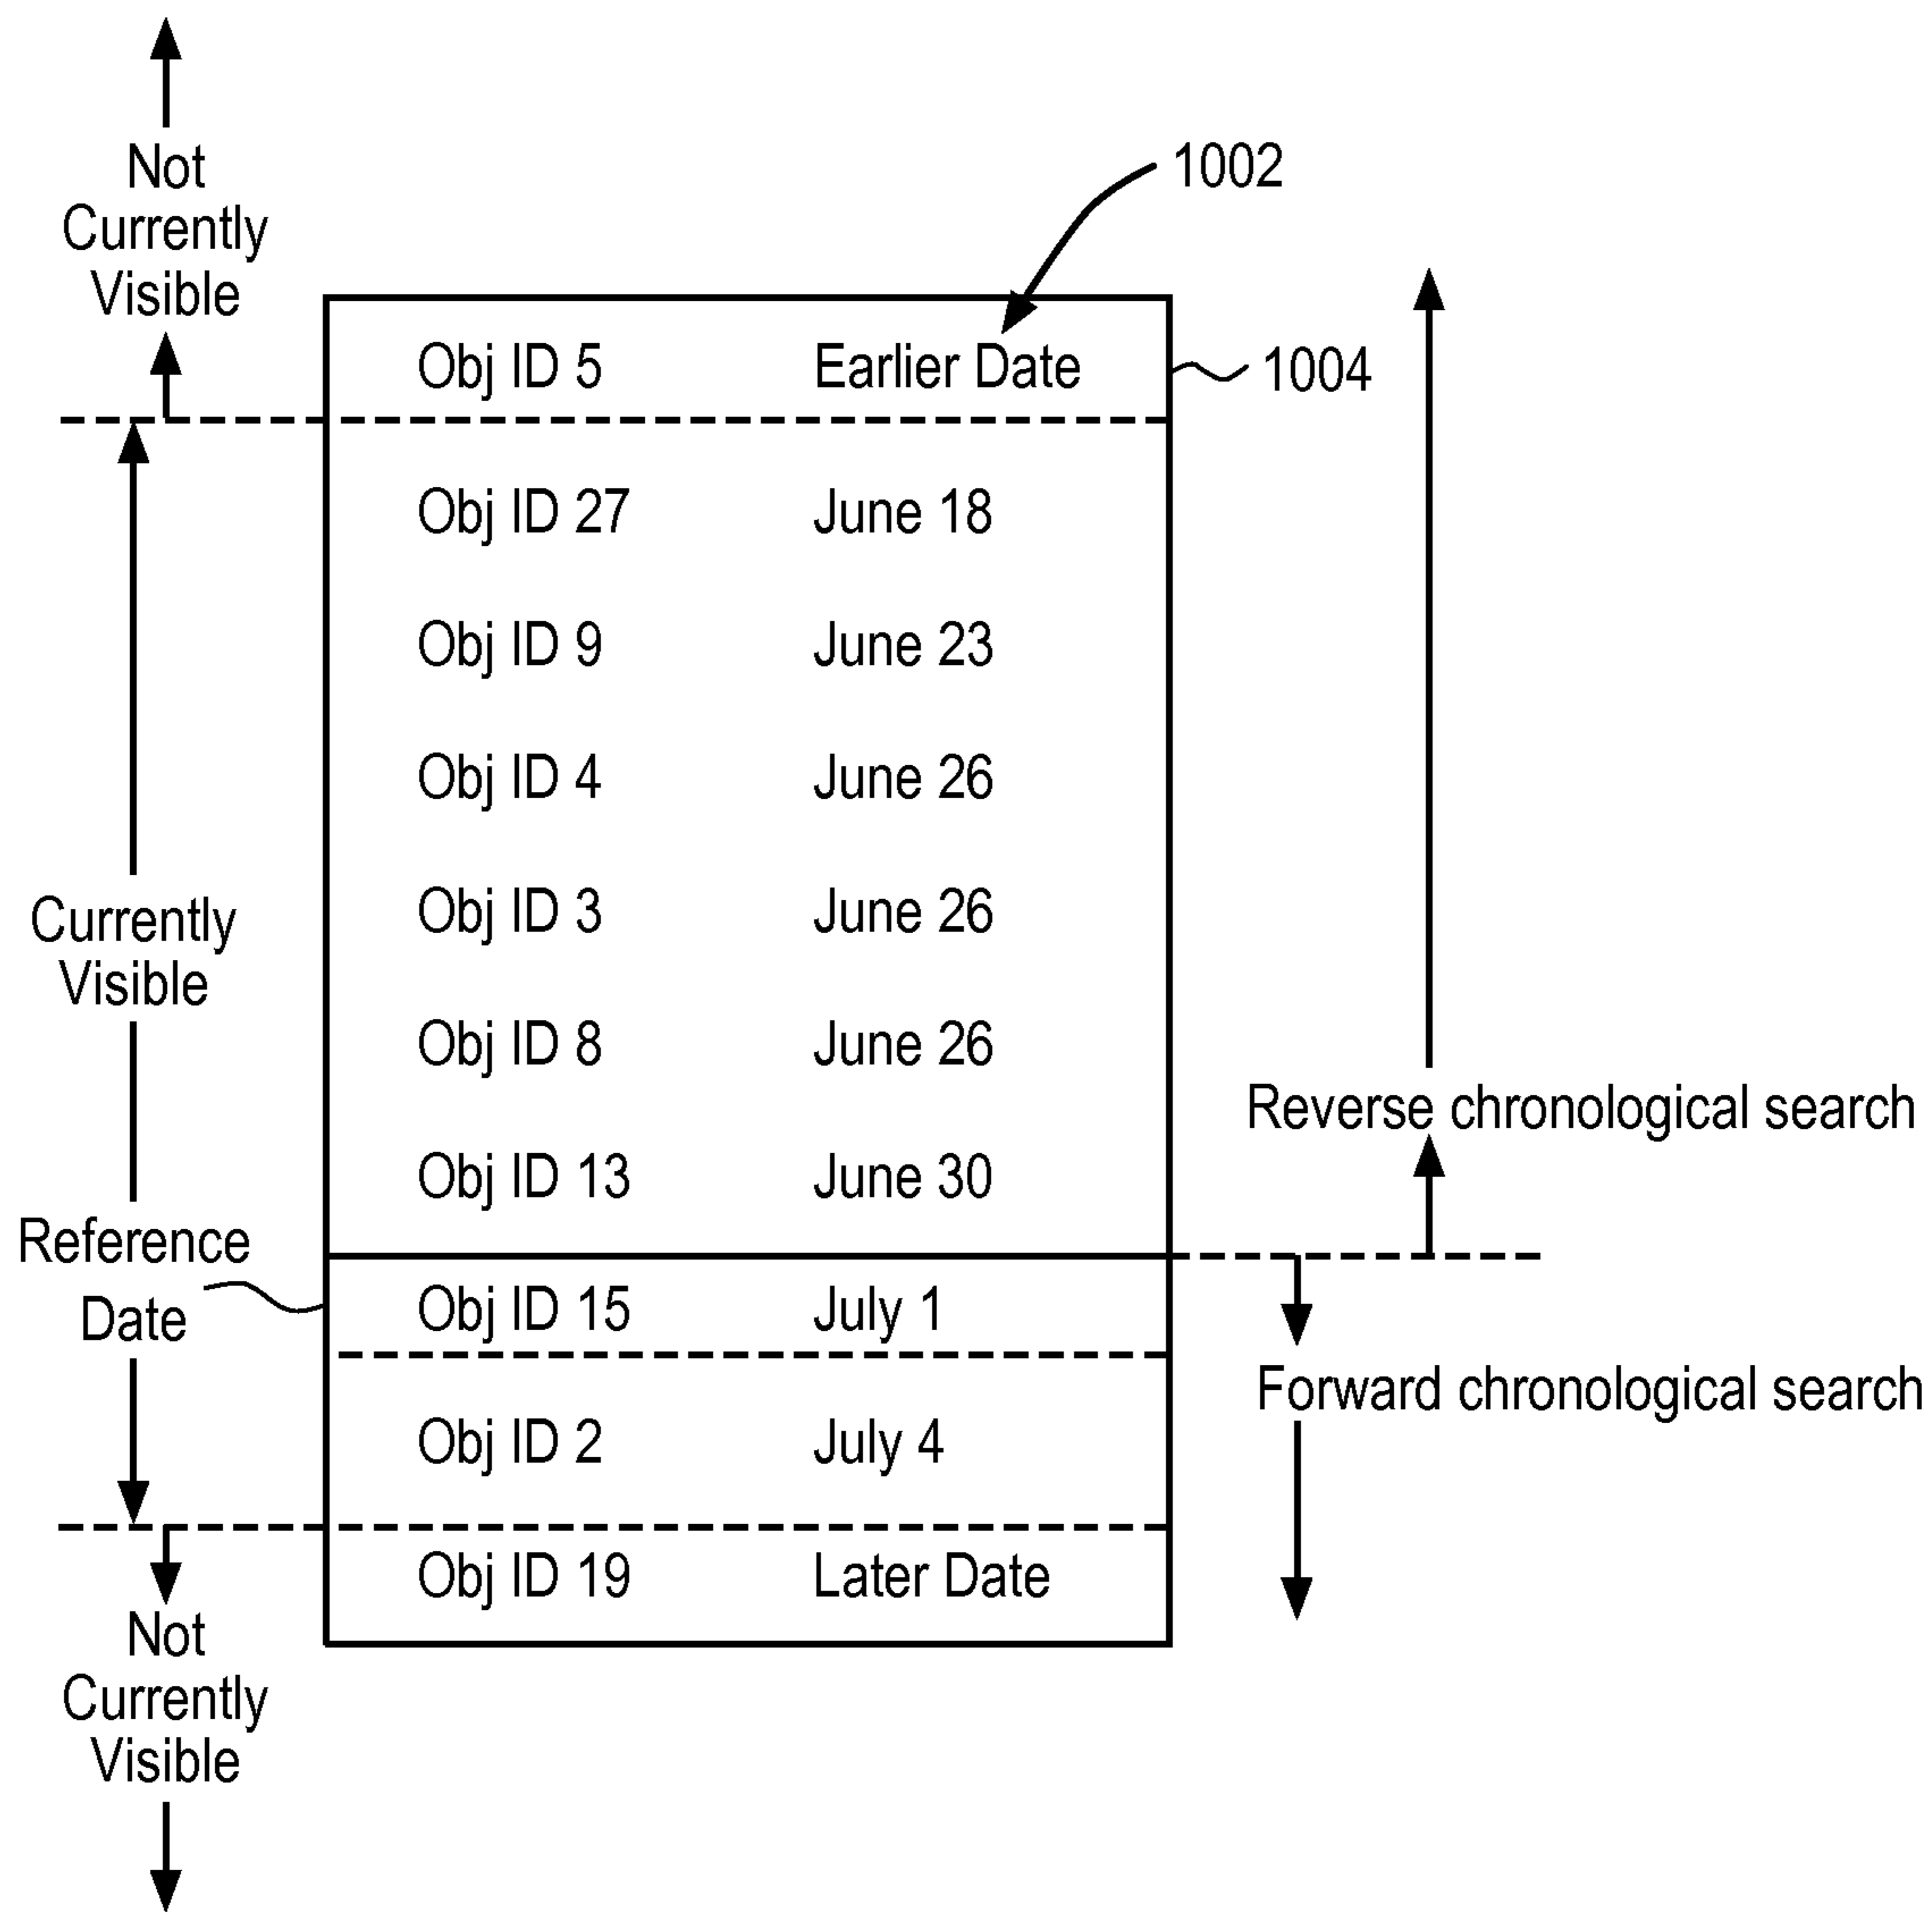 Not
Currently
Visible
1002
Obj ID 5 Earlier Date
1004
Obj ID 27 June 18
Obj ID 9 June 23
Obj ID 4 June 26
Currently
Visible
Obj ID 3 June 26
Obj ID 8 June 26
Reverse chronological search
Obj ID 13 June 30
Reference
Date
Obj ID 15 July 1
Forward chronological search
Obj ID 2 July 4
Obj ID 19 Later Date
Not
Currently
Visible